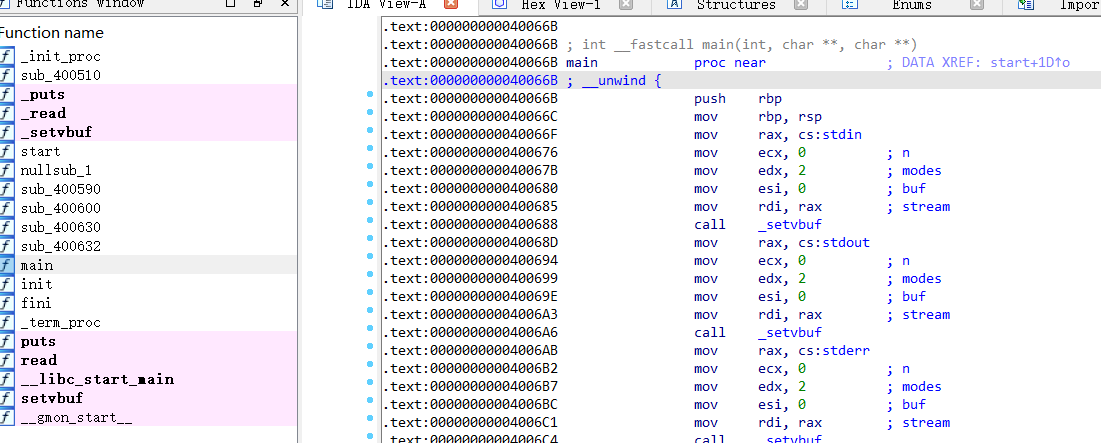 Functions window
IDA View-A
Hex View-1
Structures
Enums
Impor
Function name
_init_proc
sub_400510
_puts
_read
_setvbuf
start
nullsub_1
sub_400590
sub_400600
sub_400630
sub_400632
main
init
fini
_term_proc
puts
read
__libc_start_main
setvbuf
__gmon_start__
.text:000000000040066B
.text:000000000040066B ; int __fastcall main(int, char **, char **)
.text:000000000040066B main proc near ; DATA XREF: start+1D↑o
.text:000000000040066B ; __unwind {
.text:000000000040066B push rbp
.text:000000000040066C mov rbp, rsp
.text:000000000040066F mov rax, cs:stdin
.text:0000000000400676 mov ecx, 0 ; n
.text:000000000040067B mov edx, 2 ; modes
.text:0000000000400680 mov esi, 0 ; buf
.text:0000000000400685 mov rdi, rax ; stream
.text:0000000000400688 call _setvbuf
.text:000000000040068D mov rax, cs:stdout
.text:0000000000400694 mov ecx, 0 ; n
.text:0000000000400699 mov edx, 2 ; modes
.text:000000000040069E mov esi, 0 ; buf
.text:00000000004006A3 mov rdi, rax ; stream
.text:00000000004006A6 call _setvbuf
.text:00000000004006AB mov rax, cs:stderr
.text:00000000004006B2 mov ecx, 0 ; n
.text:00000000004006B7 mov edx, 2 ; modes
.text:00000000004006BC mov esi, 0 ; buf
.text:00000000004006C1 mov rdi, rax ; stream
.text:00000000004006C4 call _setvbuf